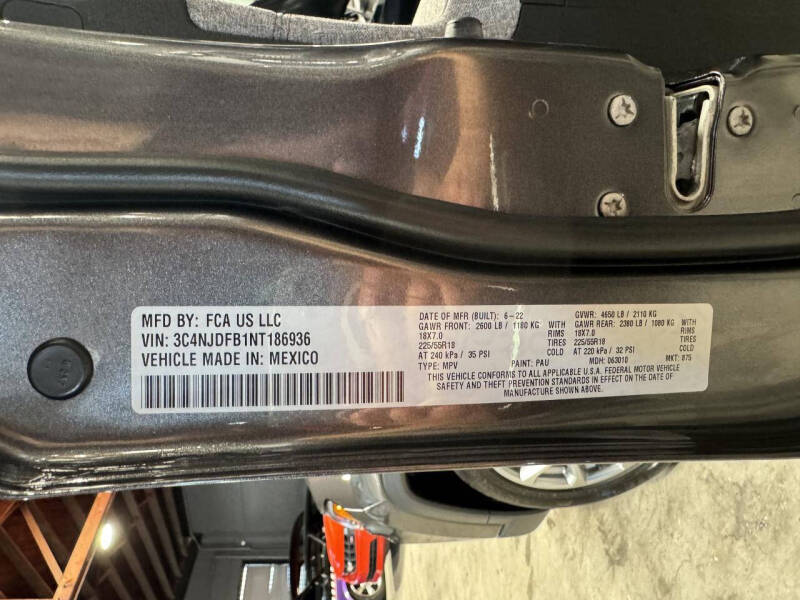 MFD BY: FCA US LLC
VIN: 3C4NJDFB1NT186936
VEHICLE MADE IN: MEXICO
DATE OF MFR (BUILT): 6-22 GVWR: 4650 LB / 2110 KG
GAWR FRONT: 2600 LB / 1180 KG WITH GAWR REAR: 2380 LB / 1080 KG WITH
18X7.0 RIMS 18X7.0 RIMS
225/55R18 TIRES 225/55R18 TIRES
AT 240 kPa / 35 PSI COLD AT 220 kPa / 32 PSI COLD
TYPE: MPV PAINT: PAU MDH: 063010 MKT: 875
THIS VEHICLE CONFORMS TO ALL APPLICABLE U.S.A. FEDERAL MOTOR VEHICLE
SAFETY AND THEFT PREVENTION STANDARDS IN EFFECT ON THE DATE OF
MANUFACTURE SHOWN ABOVE.